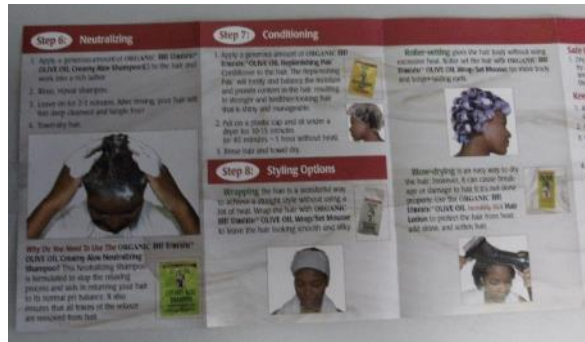 Step 6: Neutralizing
1. Apply a generous amount of ORGANIC
OLIVE OIL Creamy Aloe Shampoo to the hair and
work into a rich lather.
2. Rinse, repeat shampoo.
3. Leave on for 2-3 minutes. After rinsing, your hair will
4. Towel-dry hair.
Why Do You Need To Use The ORGANIC
OLIVE OIL Creamy Aloe Neutralizing
Shampoo? This Neutralizing Shampoo
is formulated to stop the relaxing
process and aids in returning your hair
to its normal pH balance. It also
ensures that all traces of the relaxer
are removed from hair.
Step 7: Conditioning
1. Apply a generous amount of ORGANIC
OLIVE OIL Replenishing Pak
Conditioner to the hair. The Replenishing
Pak will fortify and balance the moisture
and protein content in the hair, resulting
in stronger and healthier-looking hair
that is shiny and manageable.
2. Put on a plastic cap and sit under a
dryer for 10-15 minutes
3. Rinse hair and towel dry.
Step 8: Styling Options
Wrapping the hair is a wonderful way
to achieve a straight style without using a
lot of heat. Wrap the hair with ORGANIC
OLIVE OIL Wrap/Set Mousse
to leave the hair looking smooth and silky.
Roller-setting gives the hair body without using
excessive heat. Roller set the hair with ORGANIC
OLIVE OIL Wrap/Set Mousse for more body
and longer-lasting curls.
Blow-drying is an easy way to dry
the hair; however, it can cause break-
age or damage to hair if it's not done
properly. Use the ORGANIC
OLIVE OIL Hair
to protect the hair from heat,
add shine, and soften hair.